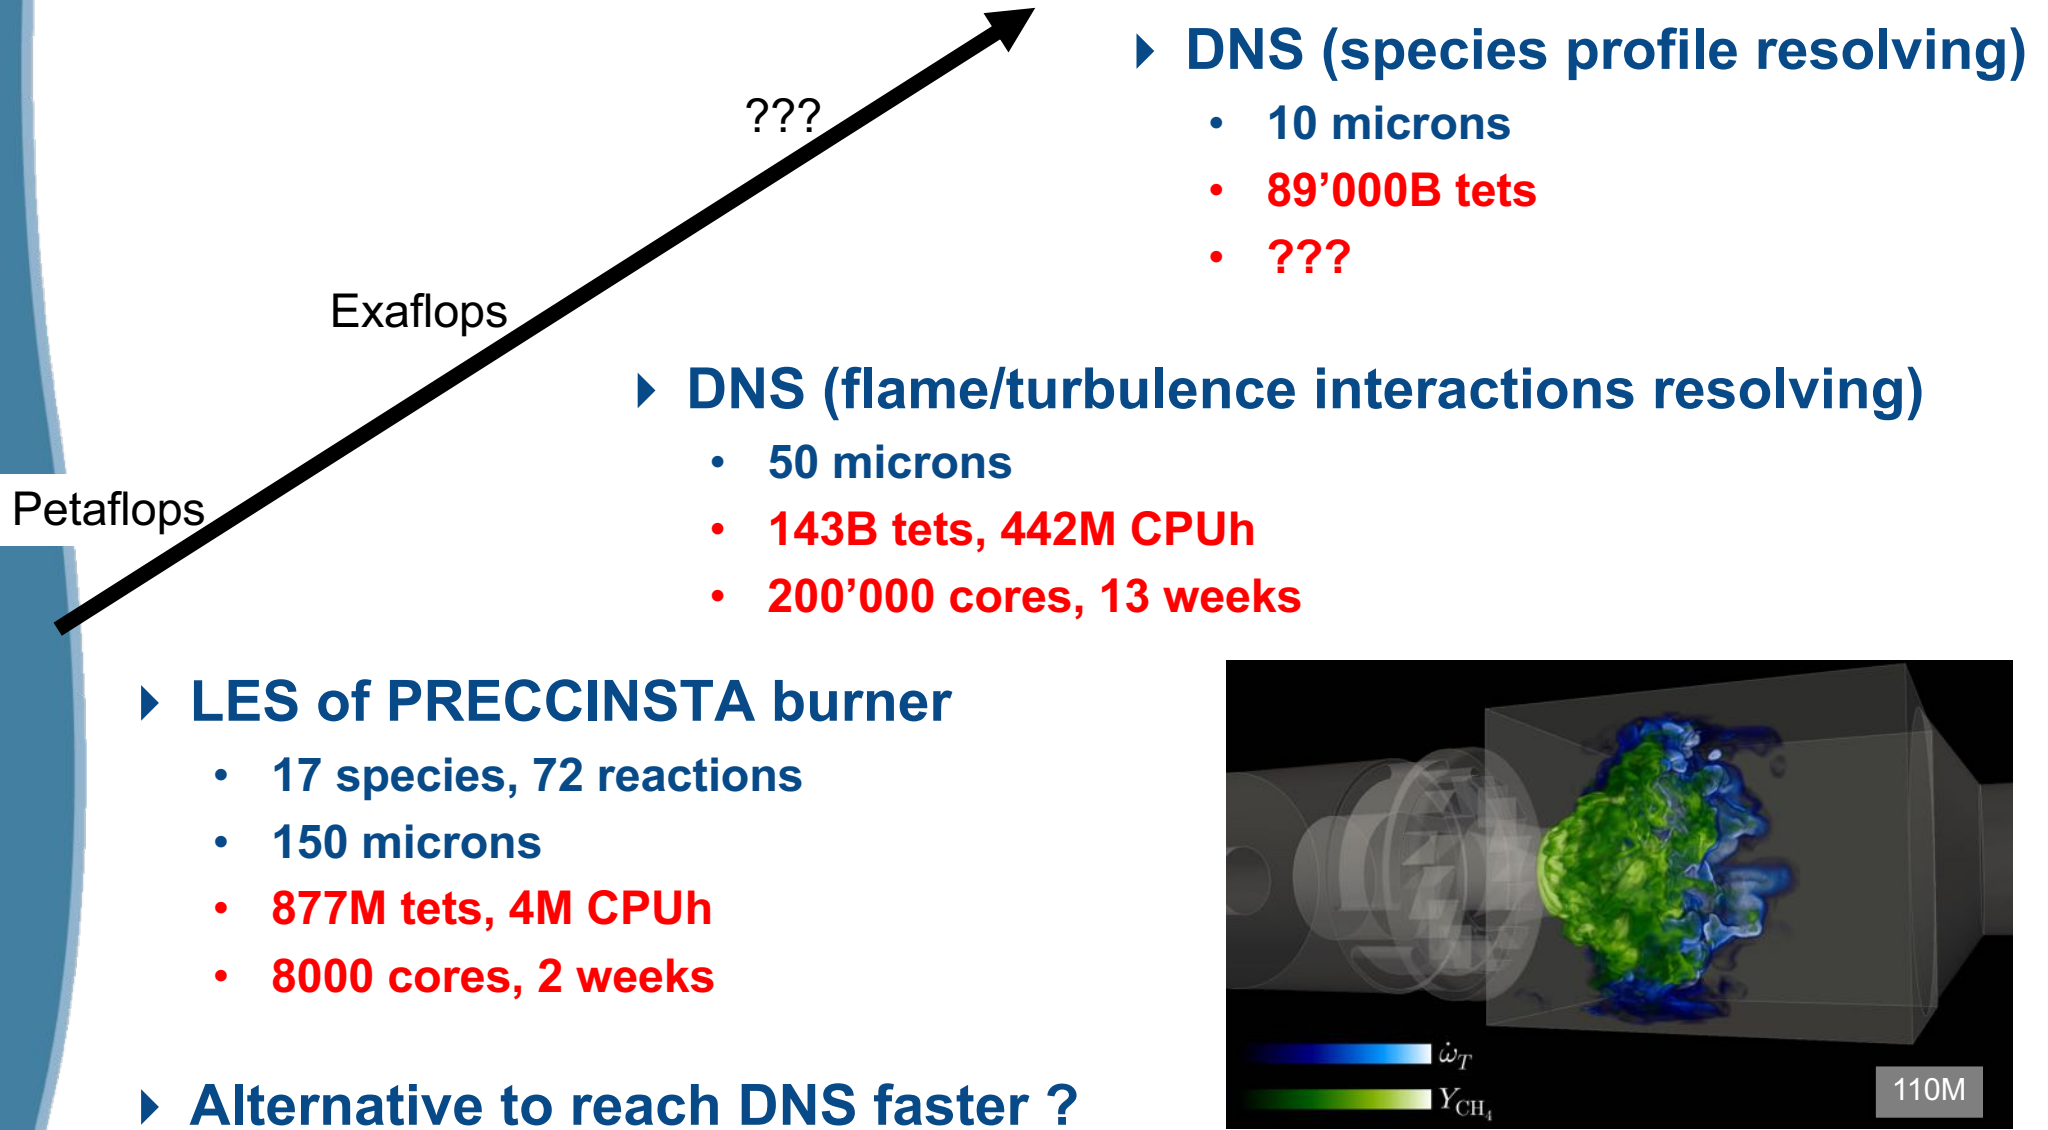 DNS (species profile resolving)
• 10 microns
• 89’000B tets
• ???
???
Exaflops
Petaflops
DNS (flame/turbulence interactions resolving)
• 50 microns
• 143B tets, 442M CPUh
• 200’000 cores, 13 weeks
LES of PRECCINSTA burner
• 17 species, 72 reactions
• 150 microns
• 877M tets, 4M CPUh
• 8000 cores, 2 weeks
Alternative to reach DNS faster ?
ω̇_T
Y_CH₄
110M